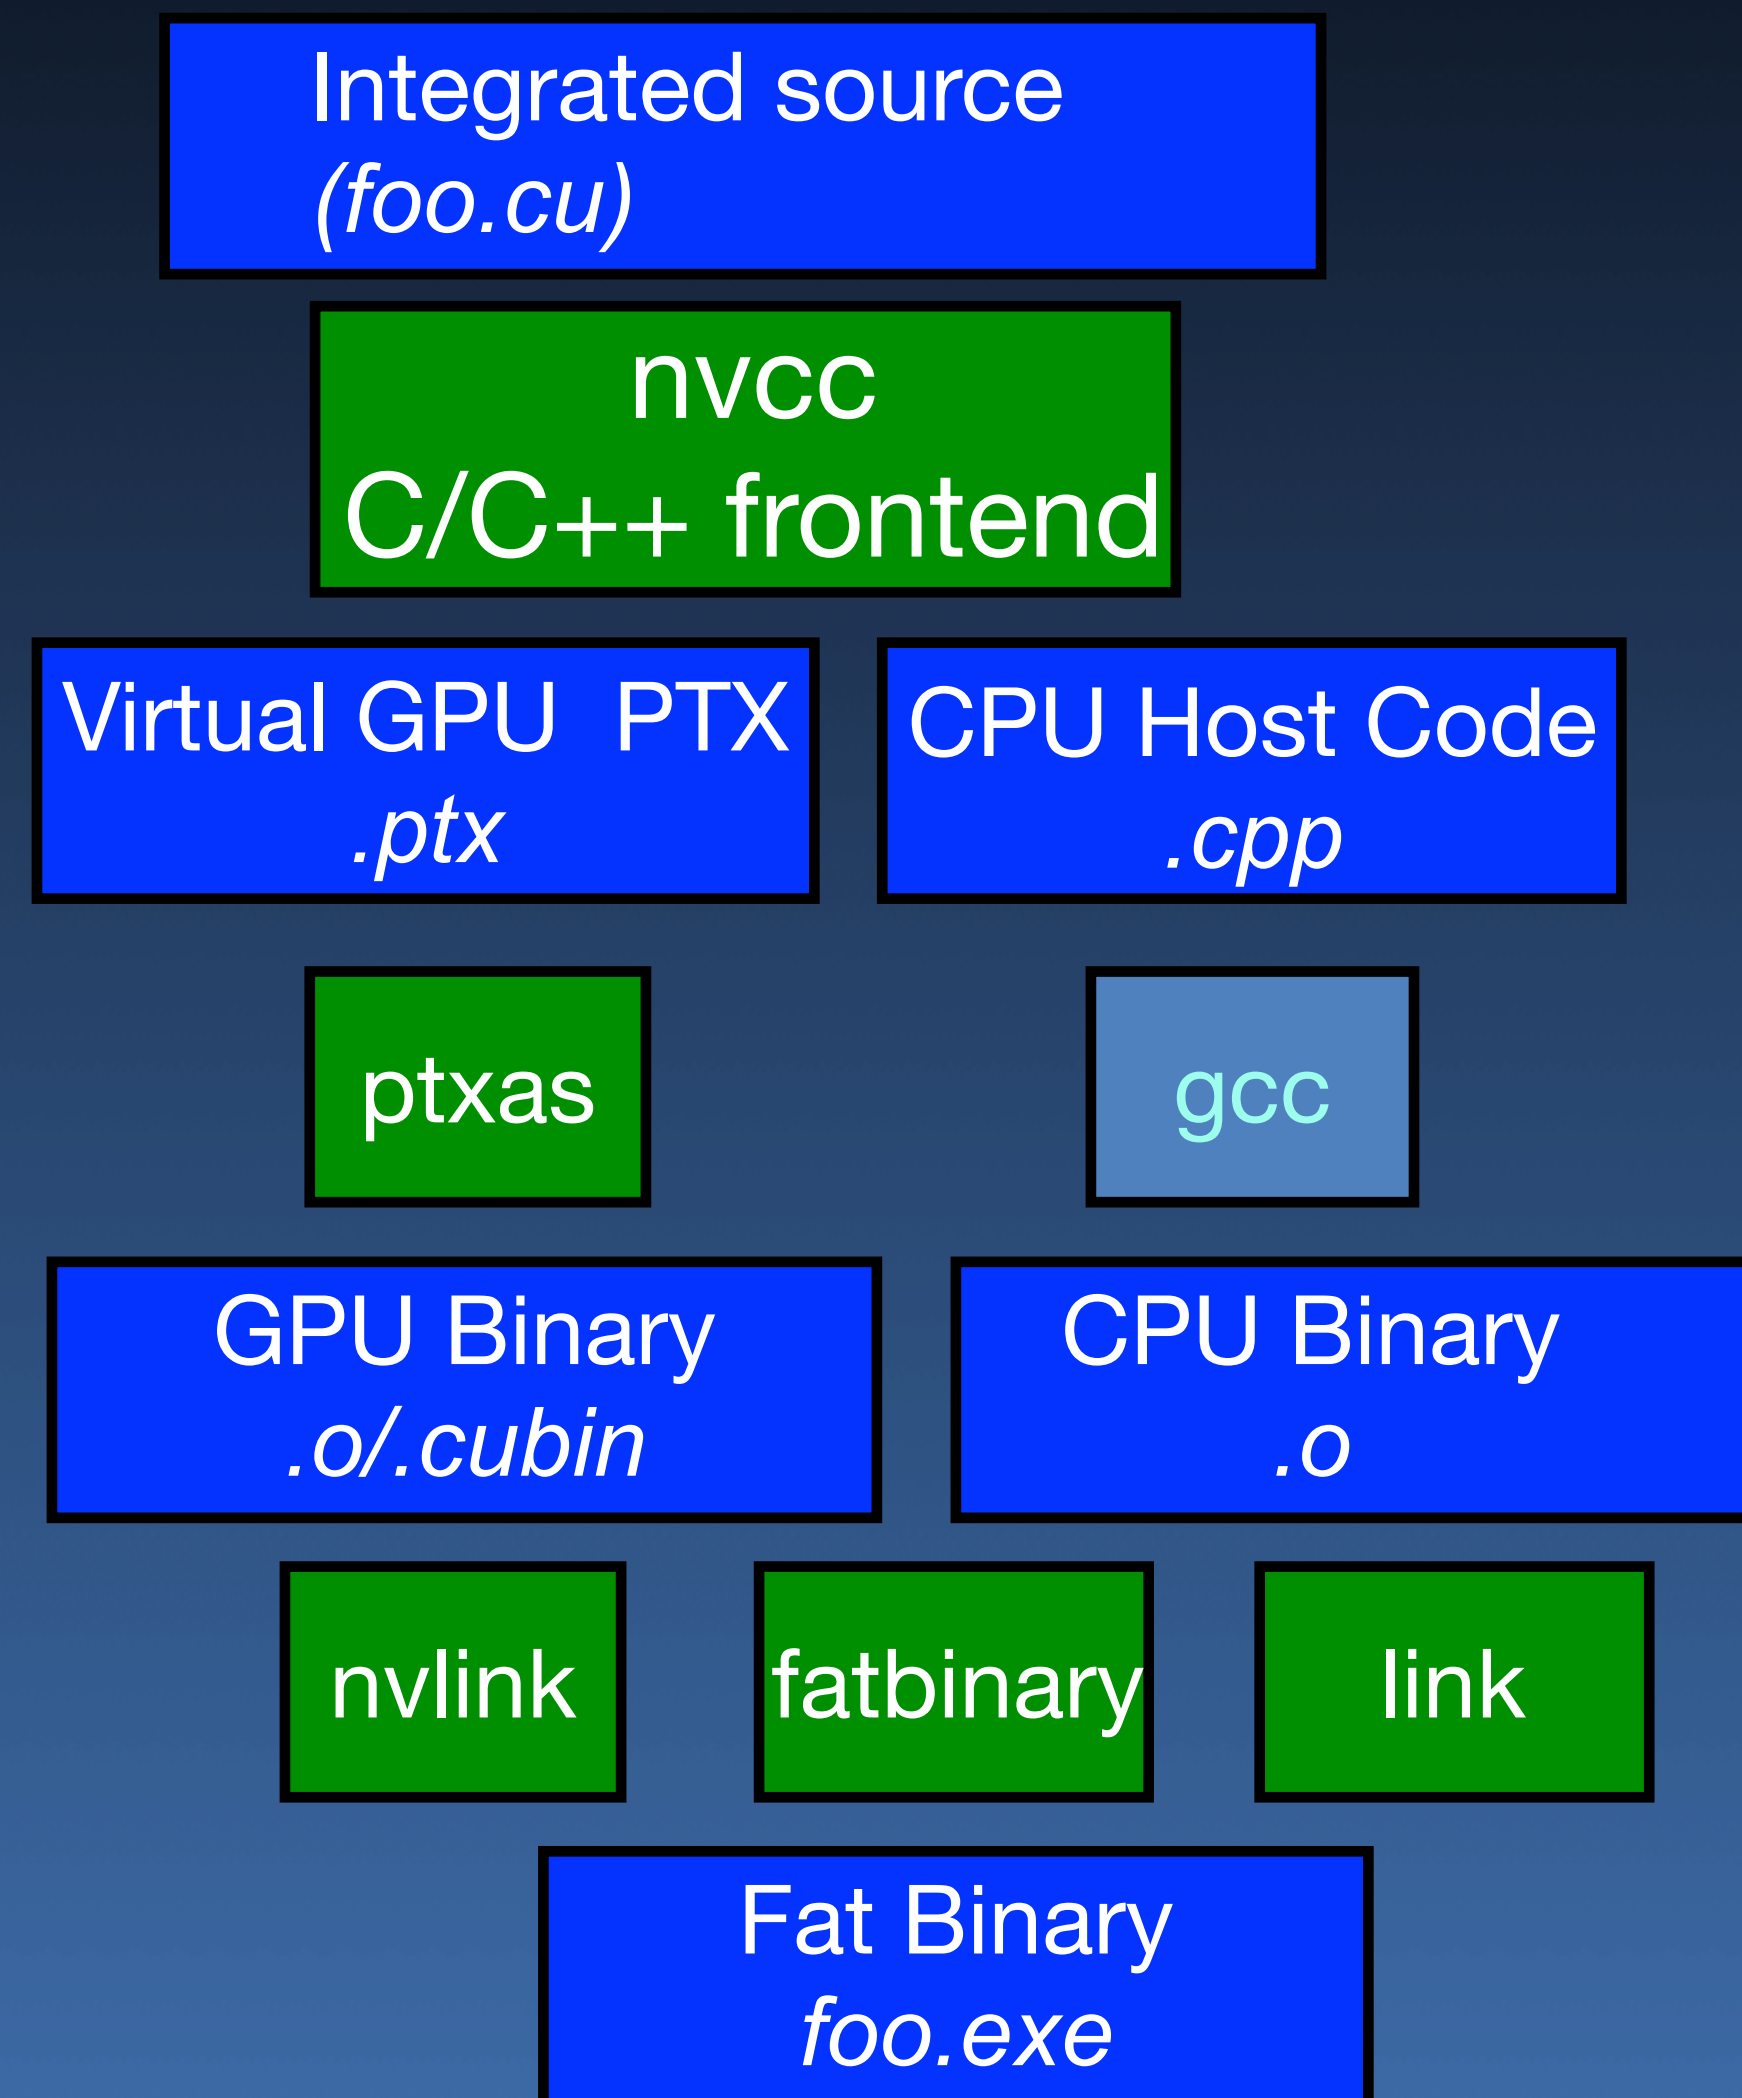 Integrated source
(foo.cu)
nvcc
C/C++ frontend
Virtual GPU PTX
.ptx
CPU Host Code
.cpp
ptxas
gcc
GPU Binary
.o/.cubin
CPU Binary
.o
nvlink
fatbinary
link
Fat Binary
foo.exe